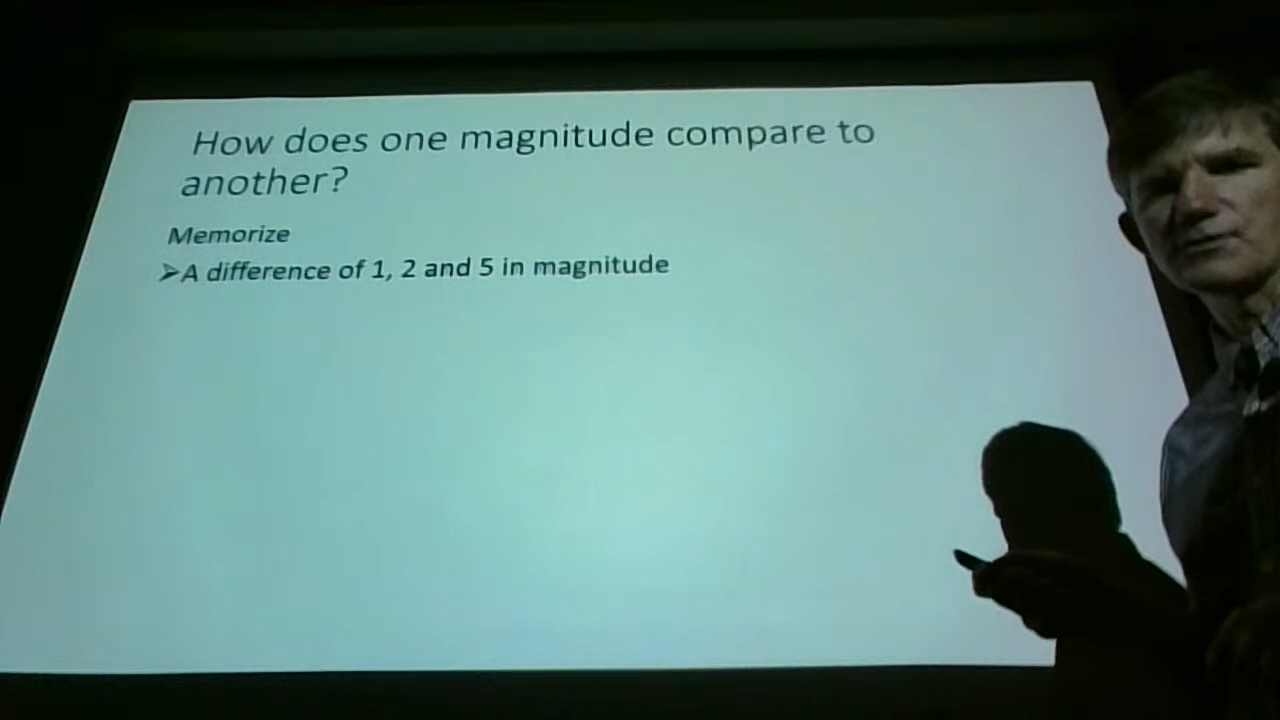 How does one magnitude compare to
another?
Memorize
➢A difference of 1, 2 and 5 in magnitude